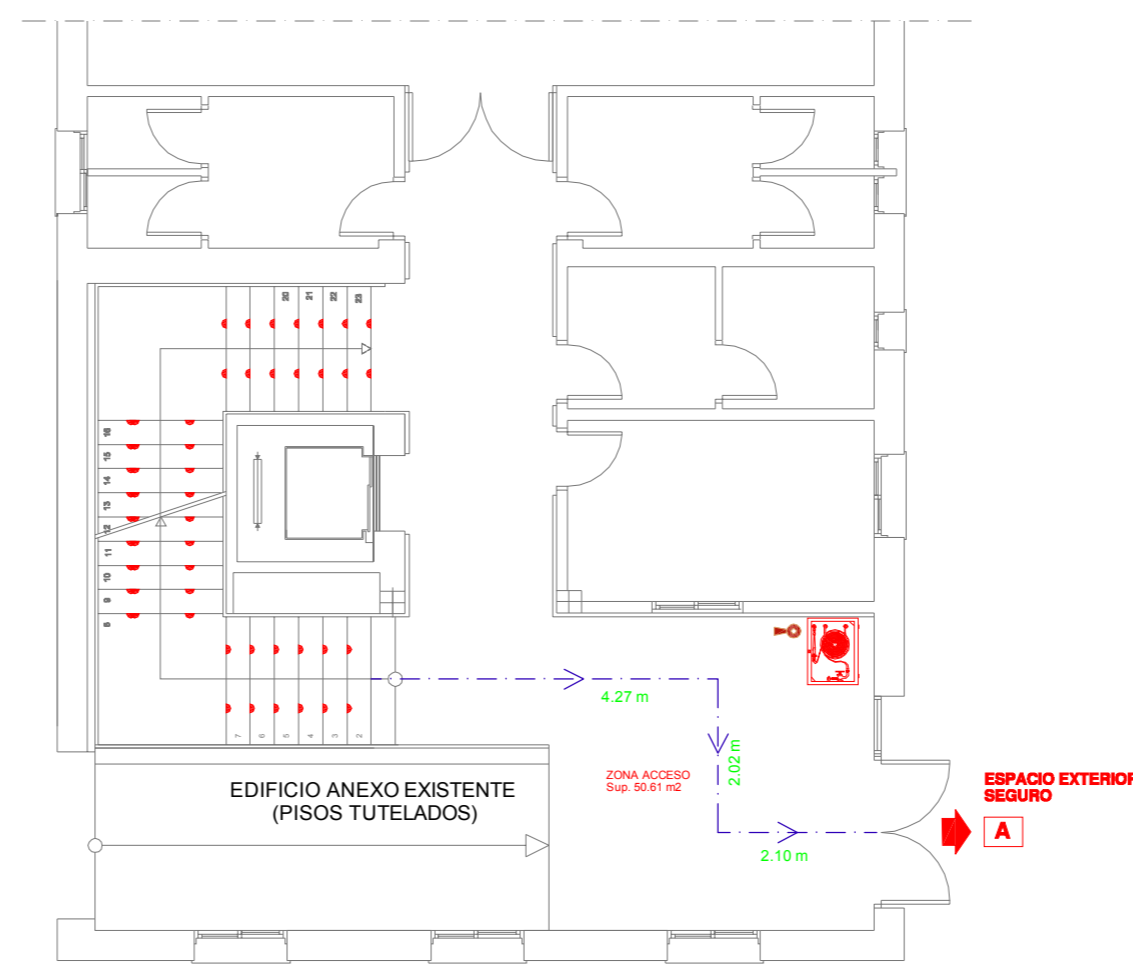 20
21
22
23
16
15
14
13
12
11
10
9
8
7
6
5
4
3
2
4.27 m
2.02 m
ZONA ACCESO
Sup. 50.61 m2
2.10 m
EDIFICIO ANEXO EXISTENTE
(PISOS TUTELADOS)
ESPACIO EXTERIOR
SEGURO
A